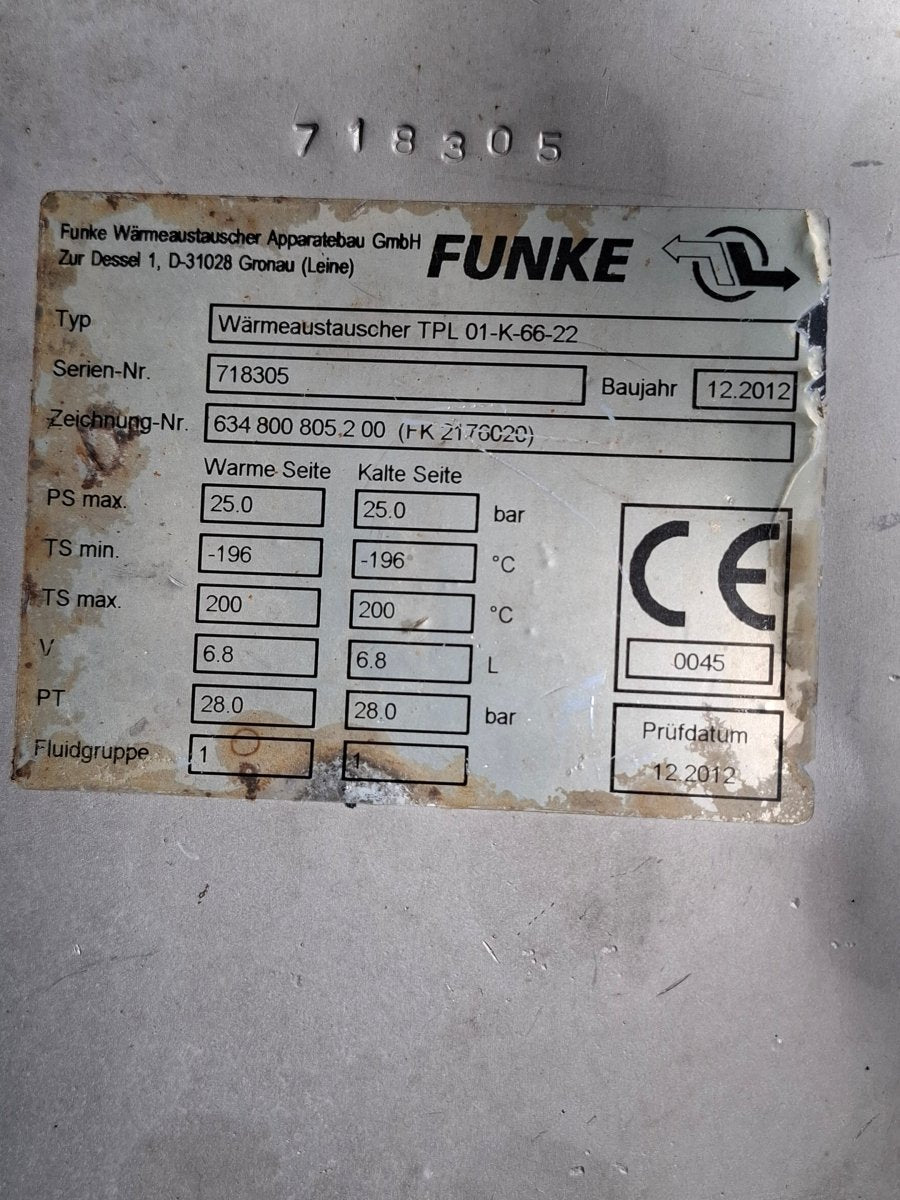 718305
Funke Wärmeaustauscher Apparatebau GmbH
Zur Dessel 1, D-31028 Gronau (Leine)
FUNKE
Typ Wärmeaustauscher TPL 01-K-66-22
Serien-Nr. 718305 Baujahr 12.2012
Zeichnung-Nr. 634 800 805 2 00 (FK 2176020)
Warme Seite Kalte Seite
PS max. 25.0 25.0 bar
TS min. -196 -196 °C
TS max. 200 200 °C
V 6.8 6.8 L
PT 28.0 28.0 bar
Fluidgruppe 1 1
CE
0045
Prüfdatum
12.2012